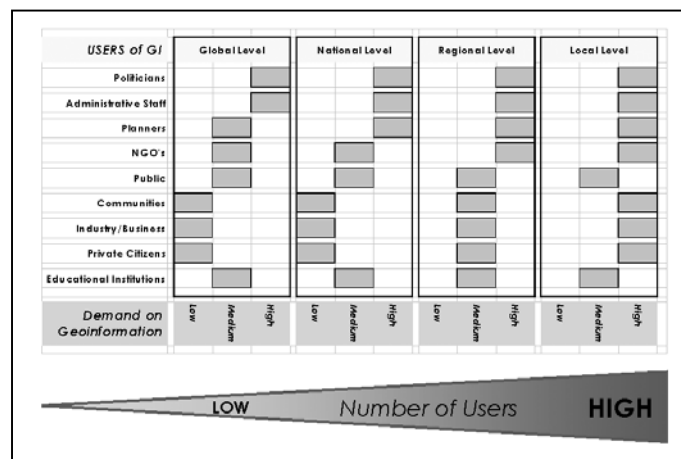 USERS of GI Global Level National Level Regional Level Local Level
Politicians
Administrative Staff
Planners
NGO's
Public
Communities
Industry/Business
Private Citizens
Educational Institutions
Demand on Geoinformation Low Medium High Low Medium High Low Medium High Low Medium High
LOW Number of Users HIGH